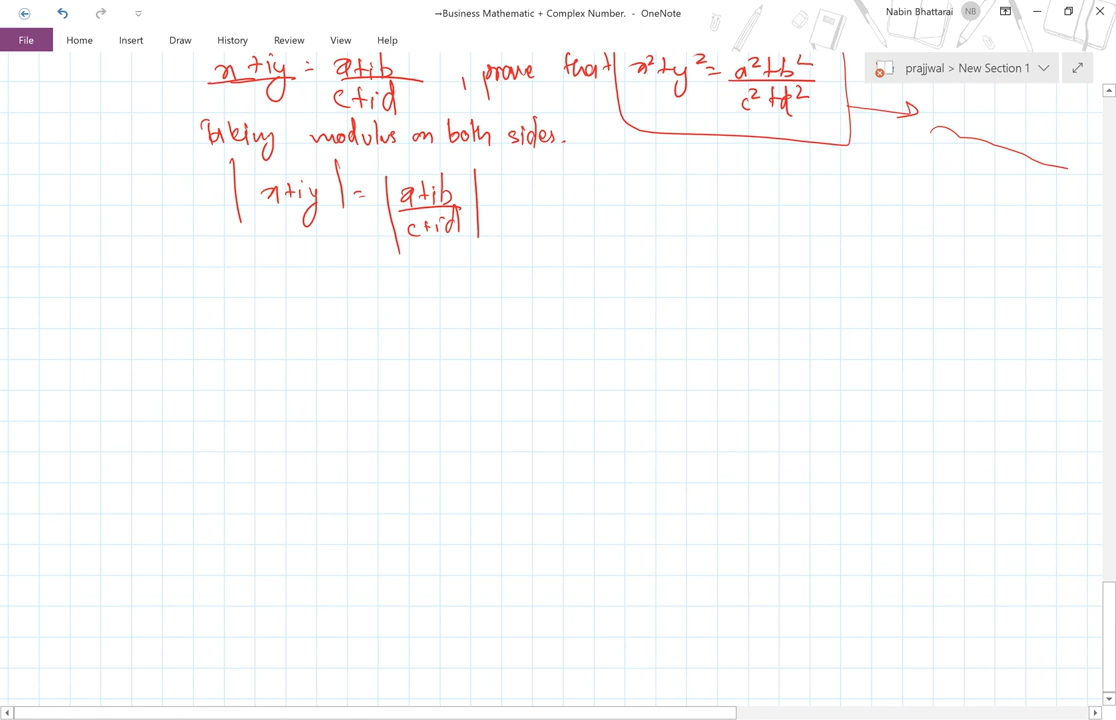 →Business Mathematic + Complex Number. - OneNote
Nabin Bhattarai NB
File Home Insert Draw History Review View Help
prajjwal > New Section 1
x+iy = a+ib / c+id , prove that x²+y² = a²+b² / c²+d²
Taking modulus on both sides.
|x+iy| = |a+ib / c+id|